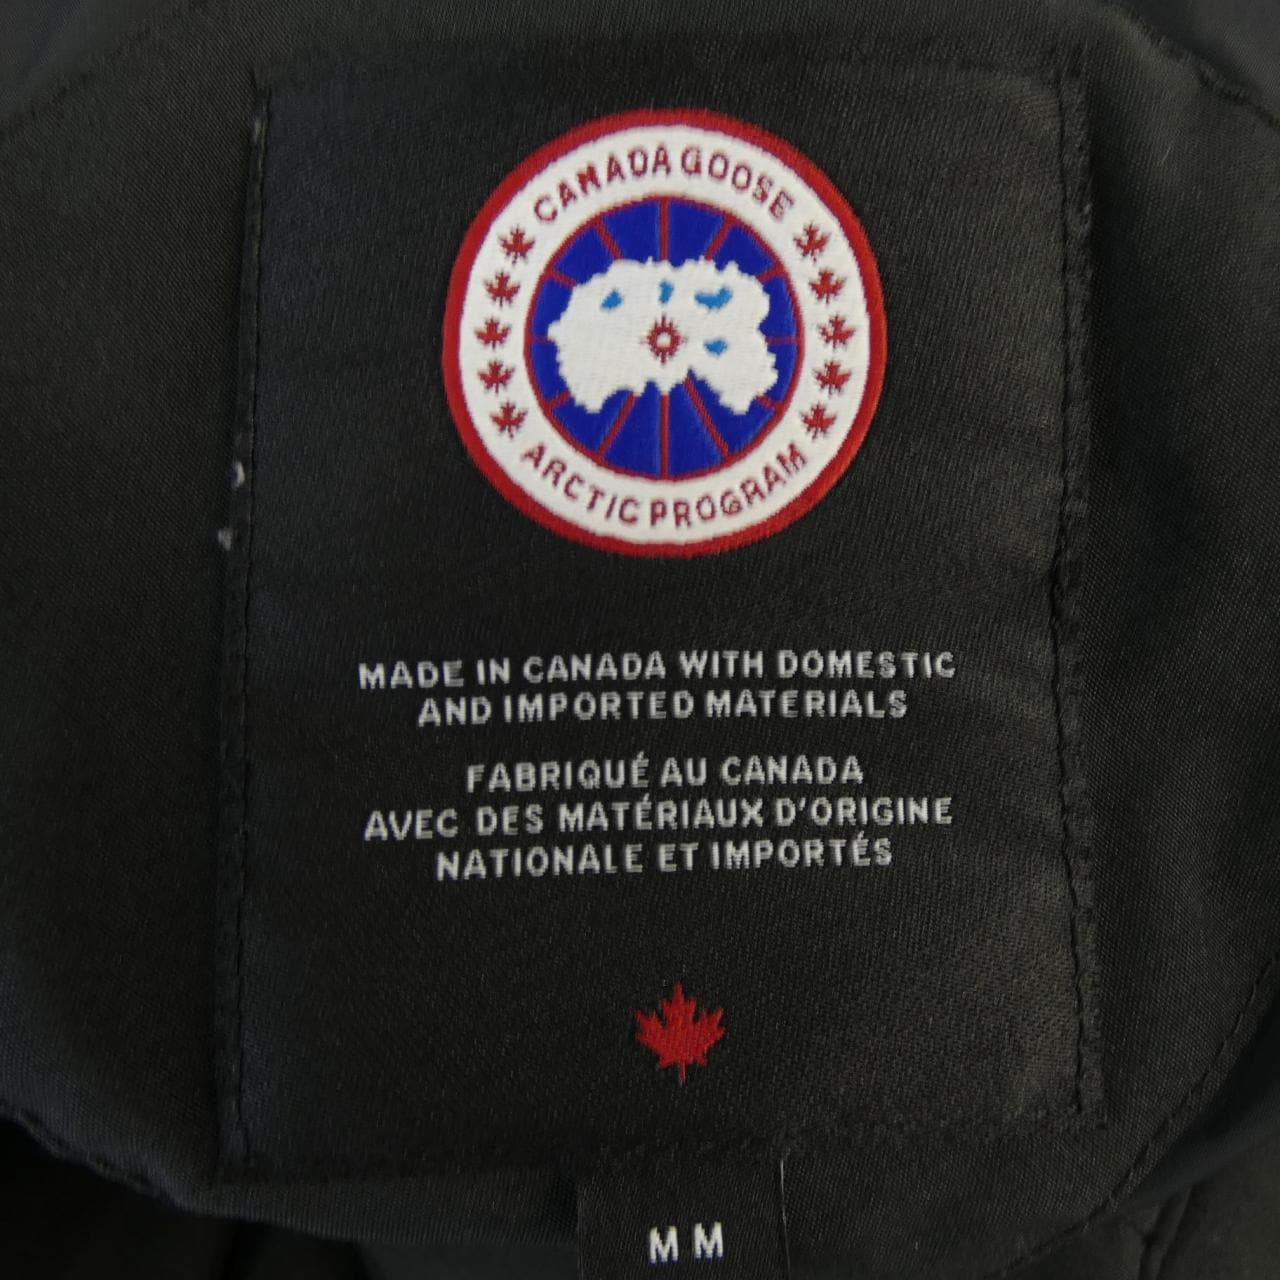 CANADA GOOSE
ARCTIC PROGRAM
MADE IN CANADA WITH DOMESTIC
AND IMPORTED MATERIALS
FABRIQUÉ AU CANADA
AVEC DES MATÉRIAUX D'ORIGINE
NATIONALE ET IMPORTÉS
M M